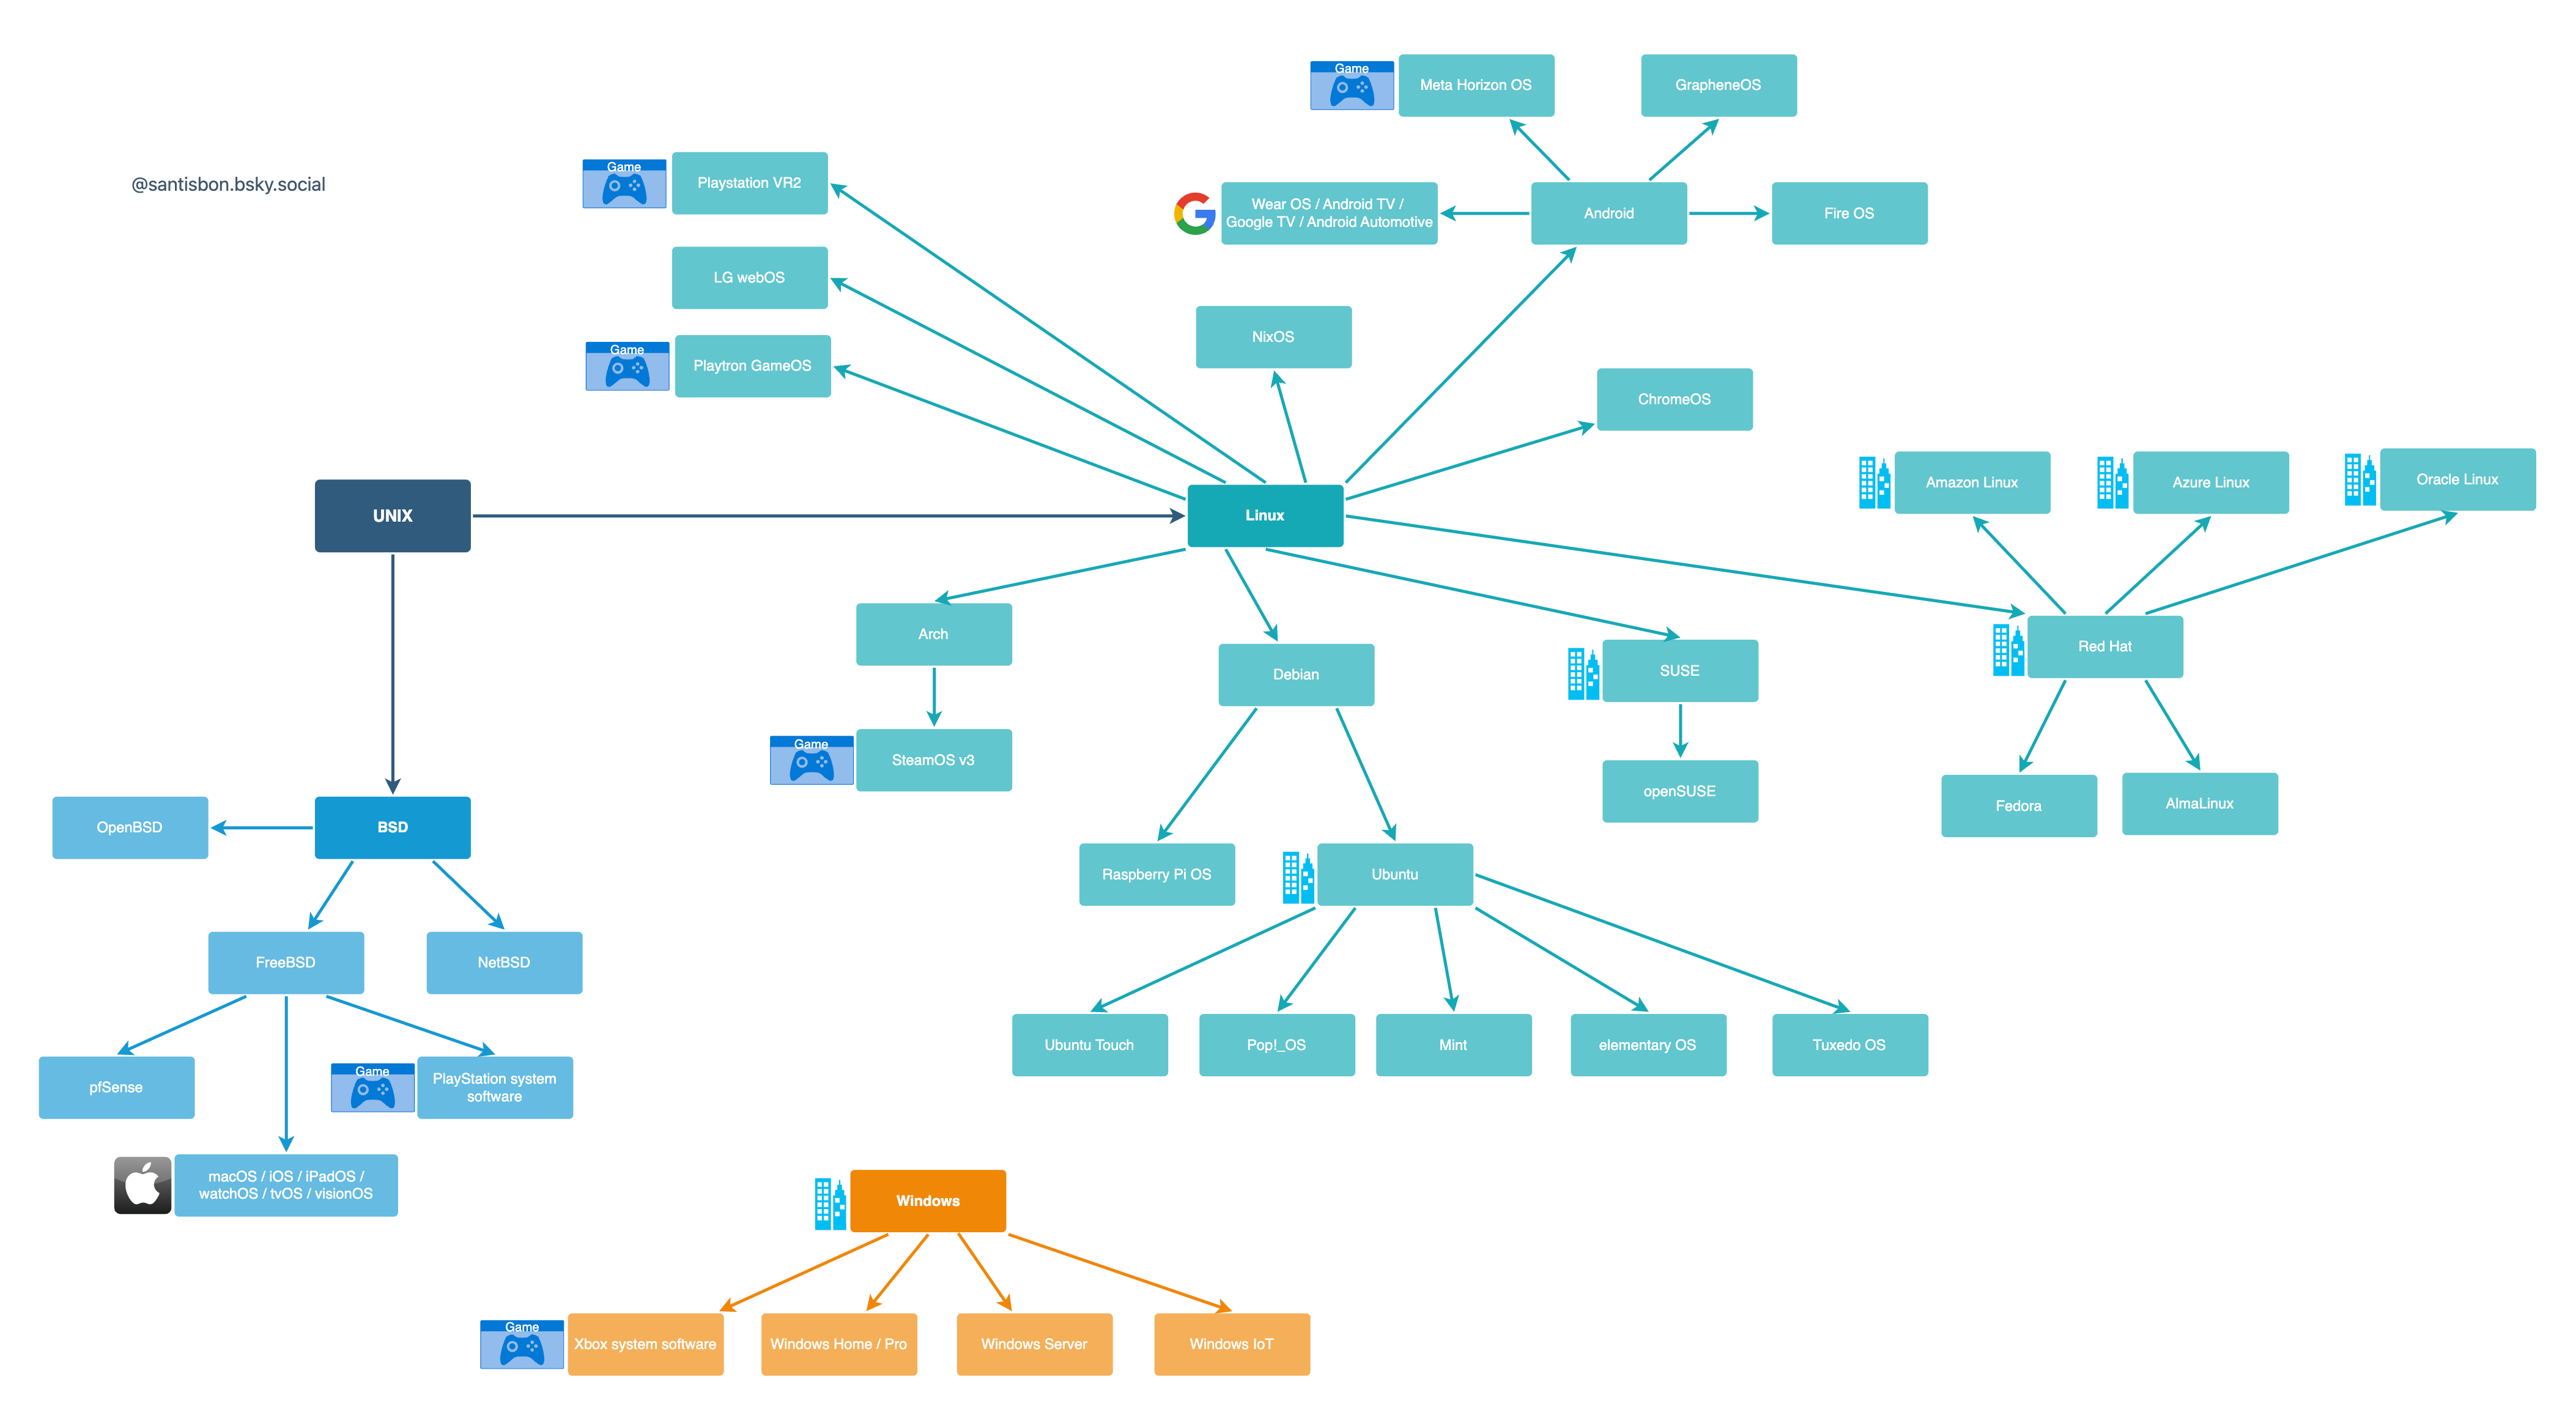 Game
Meta Horizon OS
GrapheneOS
Game
Playstation VR2
@santisbon.bsky.social
Wear OS / Android TV /
Google TV / Android Automotive
Android
Fire OS
LG webOS
NixOS
Game
Playtron GameOS
ChromeOS
Amazon Linux
Azure Linux
Oracle Linux
UNIX
Linux
Arch
Debian
SUSE
Red Hat
Game
SteamOS v3
openSUSE
Fedora
AlmaLinux
OpenBSD
BSD
Raspberry Pi OS
Ubuntu
FreeBSD
NetBSD
Ubuntu Touch
Pop!_OS
Mint
elementary OS
Tuxedo OS
pfSense
Game
PlayStation system
software
macOS / iOS / iPadOS /
watchOS / tvOS / visionOS
Windows
Game
Xbox system software
Windows Home / Pro
Windows Server
Windows IoT